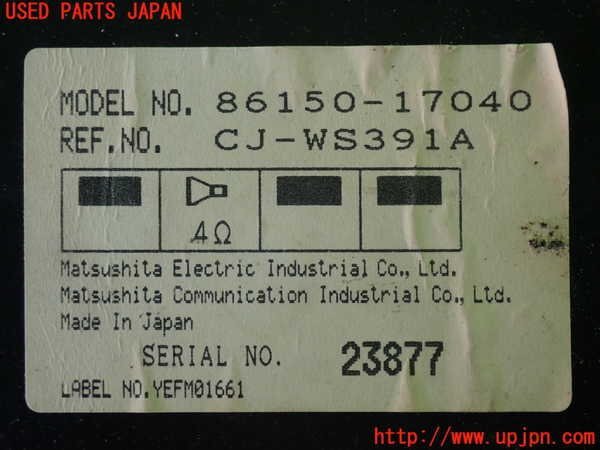 USED PARTS JAPAN
MODEL NO. 86150-17040
REF.NO. CJ-WS391A
4Ω
Matsushita Electric Industrial Co., Ltd.
Matsushita Communication Industrial Co., Ltd.
Made In Japan
SERIAL NO. 23877
LABEL NO.YEFM01661
http://www.upjpn.com/